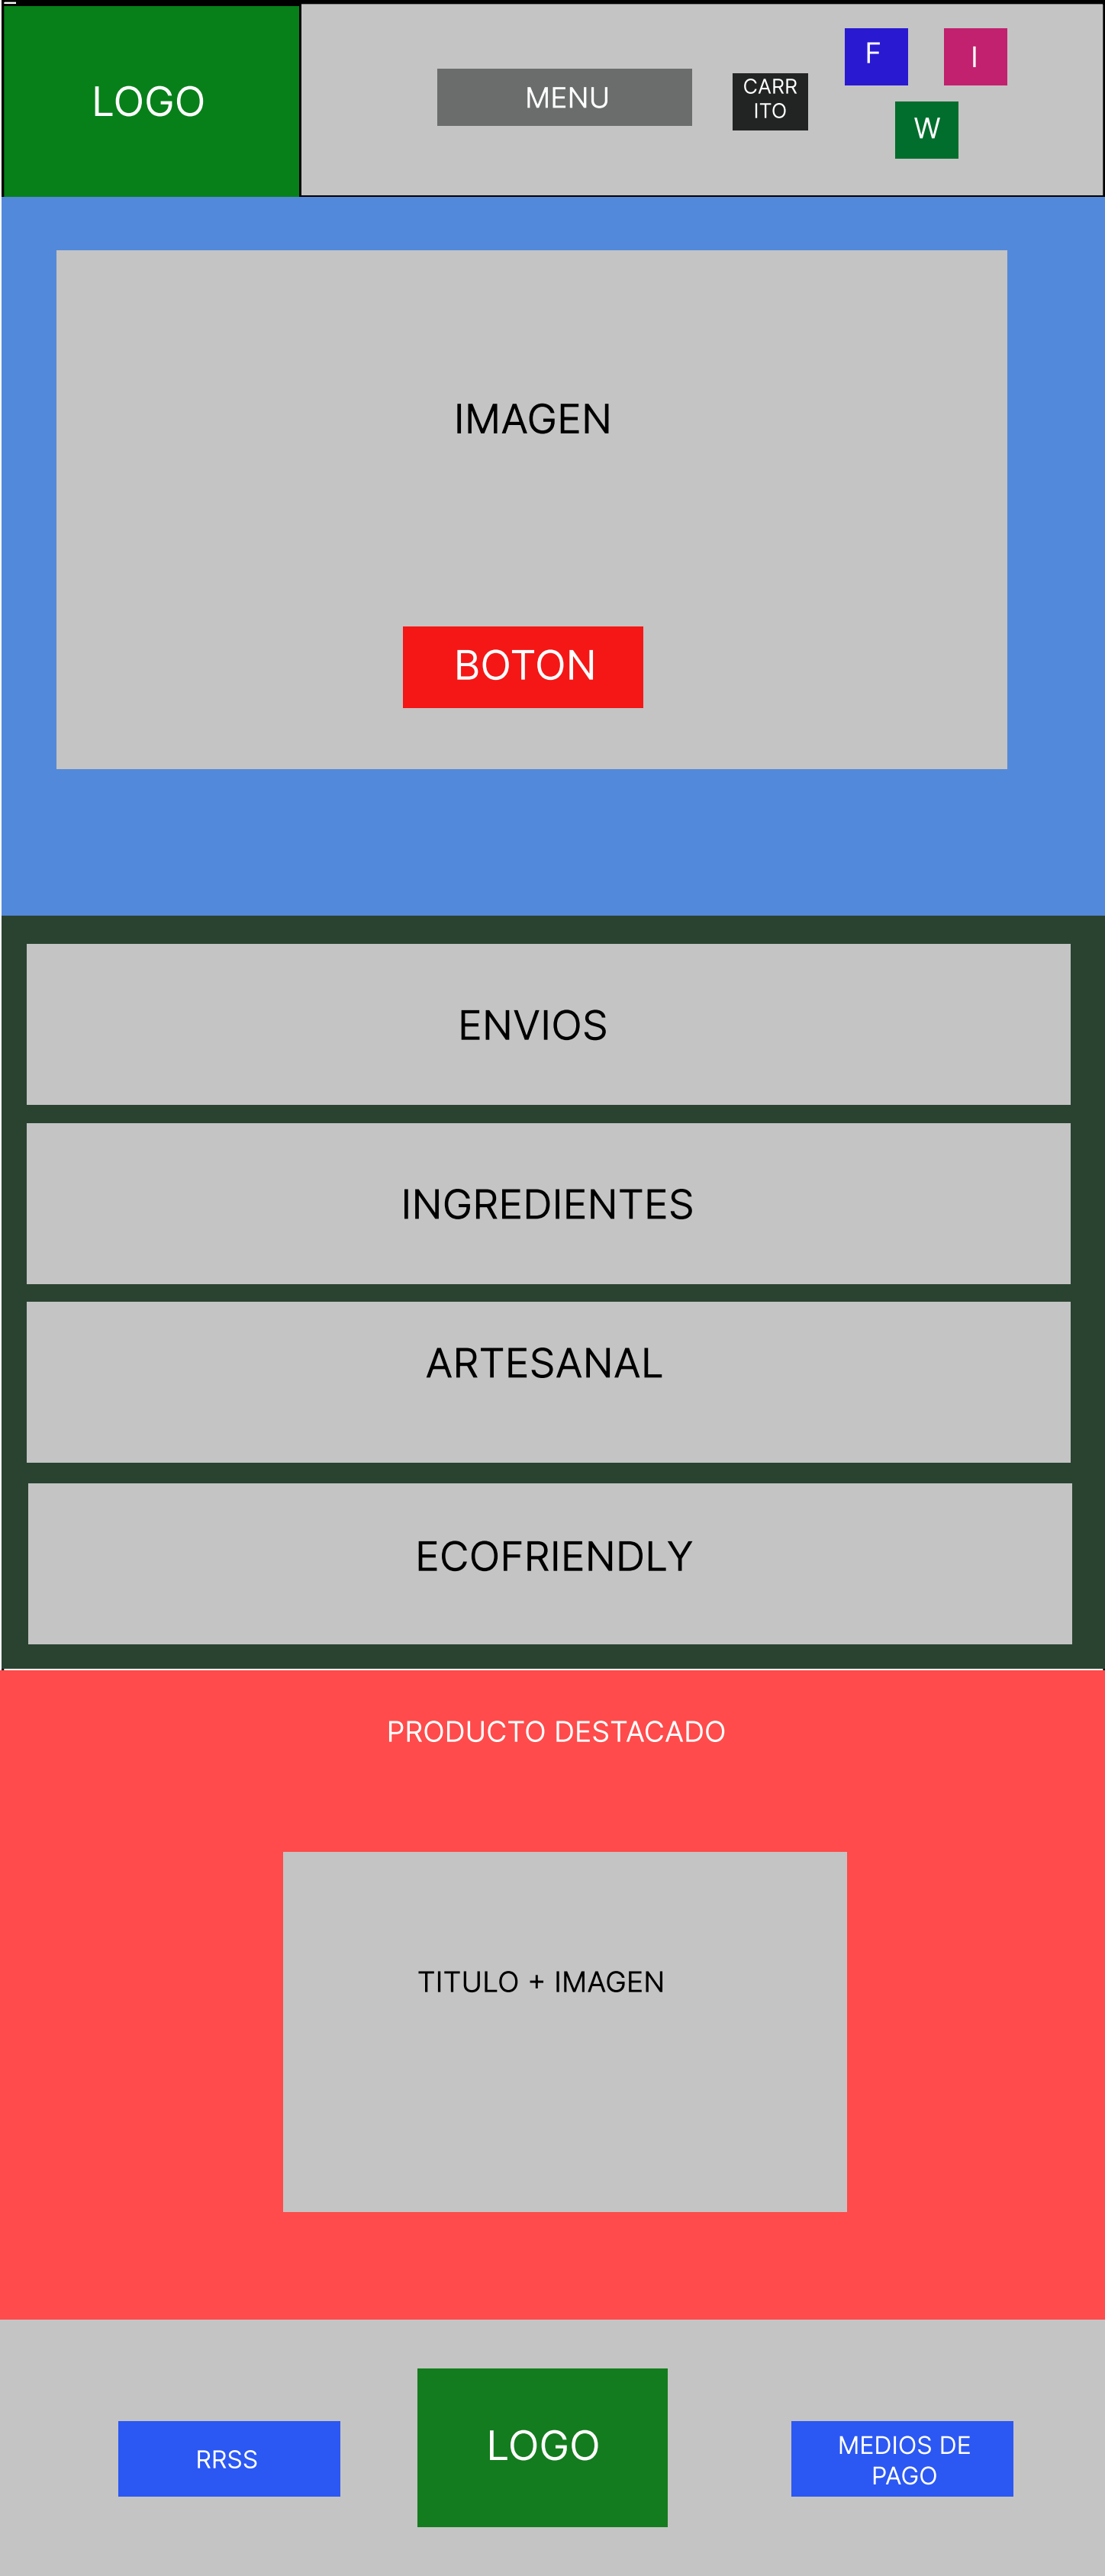 LOGO
MENU
CARR
ITO
F
I
W
IMAGEN
BOTON
ENVIOS
INGREDIENTES
ARTESANAL
ECOFRIENDLY
PRODUCTO DESTACADO
TITULO + IMAGEN
RRSS
LOGO
MEDIOS DE
PAGO